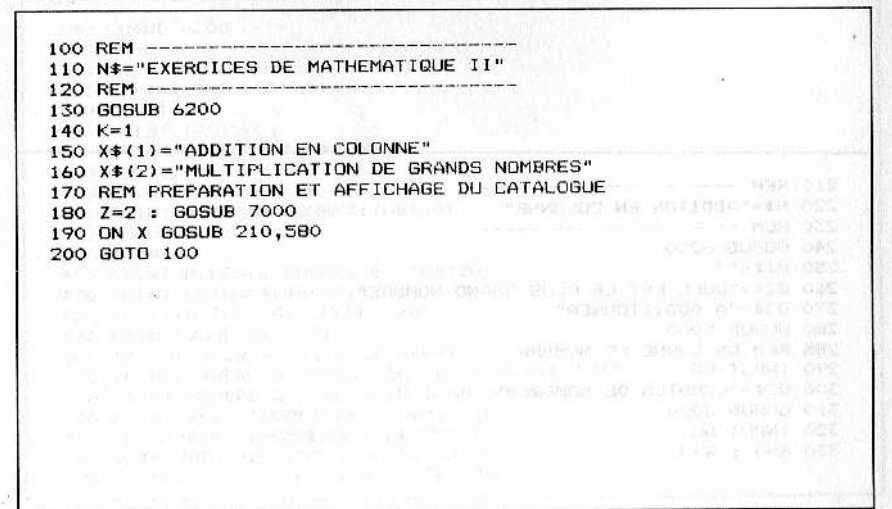 100 REM ------------------------------
110 N$="EXERCICES DE MATHEMATIQUE II"
120 REM ------------------------------
130 GOSUB 6200
140 K=1
150 X$(1)="ADDITION EN COLONNE"
160 X$(2)="MULTIPLICATION DE GRANDS NOMBRES"
170 REM PREPARATION ET AFFICHAGE DU CATALOGUE
180 Z=2 : GOSUB 7000
190 ON X GOSUB 210,580
200 GOTO 100